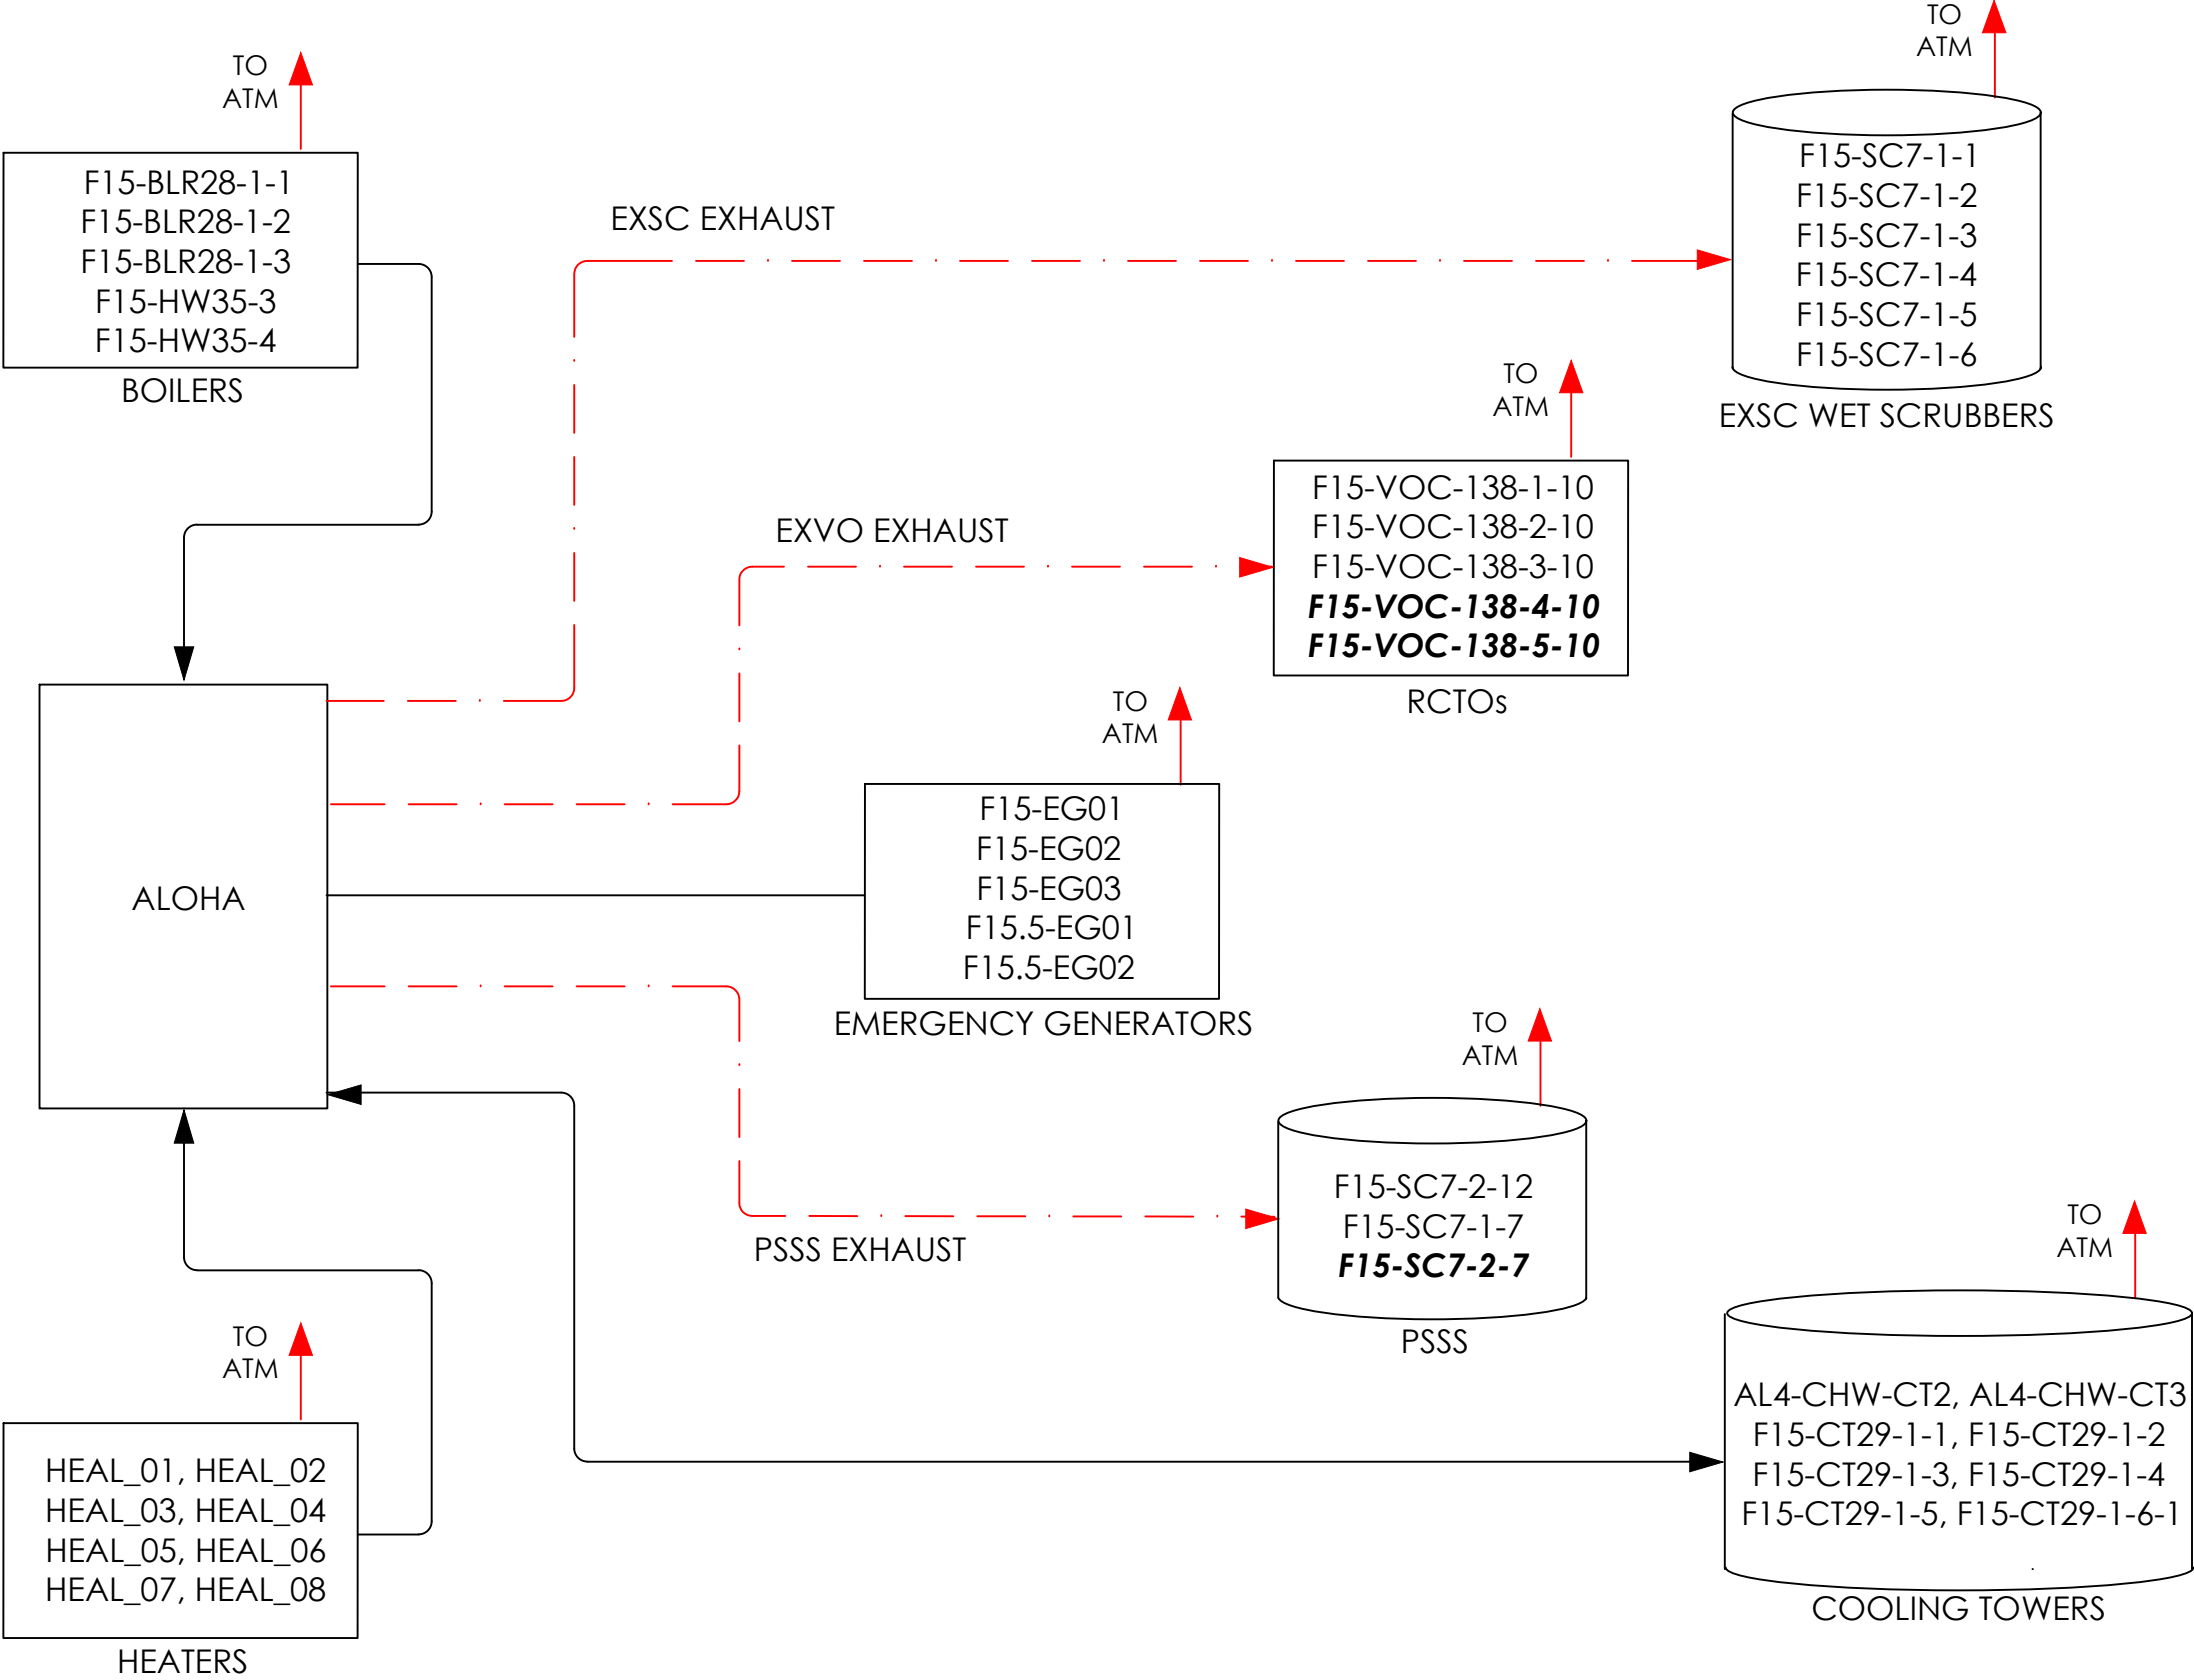 TO
ATM
F15-BLR28-1-1
F15-BLR28-1-2
F15-BLR28-1-3
F15-HW35-3
F15-HW35-4
BOILERS
EXSC EXHAUST
TO
ATM
F15-SC7-1-1
F15-SC7-1-2
F15-SC7-1-3
F15-SC7-1-4
F15-SC7-1-5
F15-SC7-1-6
EXSC WET SCRUBBERS
EXVO EXHAUST
TO
ATM
F15-VOC-138-1-10
F15-VOC-138-2-10
F15-VOC-138-3-10
F15-VOC-138-4-10
F15-VOC-138-5-10
RCTOs
ALOHA
TO
ATM
F15-EG01
F15-EG02
F15-EG03
F15.5-EG01
F15.5-EG02
EMERGENCY GENERATORS
PSSS EXHAUST
TO
ATM
F15-SC7-2-12
F15-SC7-1-7
F15-SC7-2-7
PSSS
TO
ATM
AL4-CHW-CT2, AL4-CHW-CT3
F15-CT29-1-1, F15-CT29-1-2
F15-CT29-1-3, F15-CT29-1-4
F15-CT29-1-5, F15-CT29-1-6-1
COOLING TOWERS
TO
ATM
HEAL_01, HEAL_02
HEAL_03, HEAL_04
HEAL_05, HEAL_06
HEAL_07, HEAL_08
HEATERS